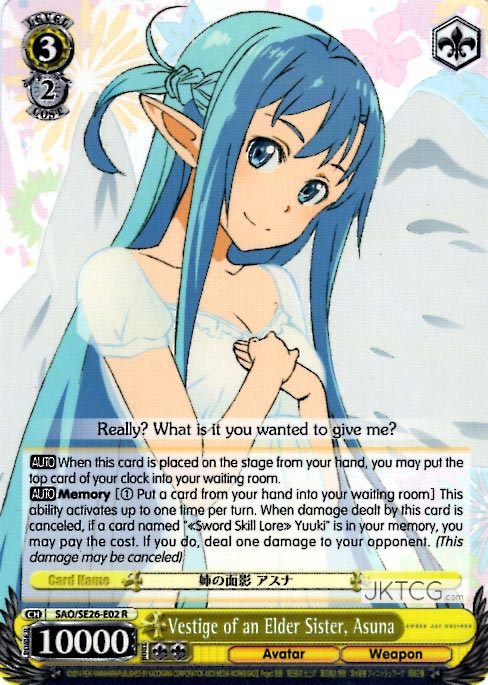 LEVEL
3
2
COST
Really? What is it you wanted to give me?
AUTO When this card is placed on the stage from your hand, you may put the
top card of your clock into your waiting room.
AUTO Memory [① Put a card from your hand into your waiting room] This
ability activates up to one time per turn. When damage dealt by this card is
canceled, if a card named "≪Sword Skill Lore≫ Yuuki" is in your memory, you
may pay the cost. If you do, deal one damage to your opponent. (This
damage may be canceled)
Card Name
姉の面影 アスナ
JKTCG.com
CH SAO/SE26-E02 R
Vestige of an Elder Sister, Asuna
POWER
10000
SOUL
Avatar
Weapon